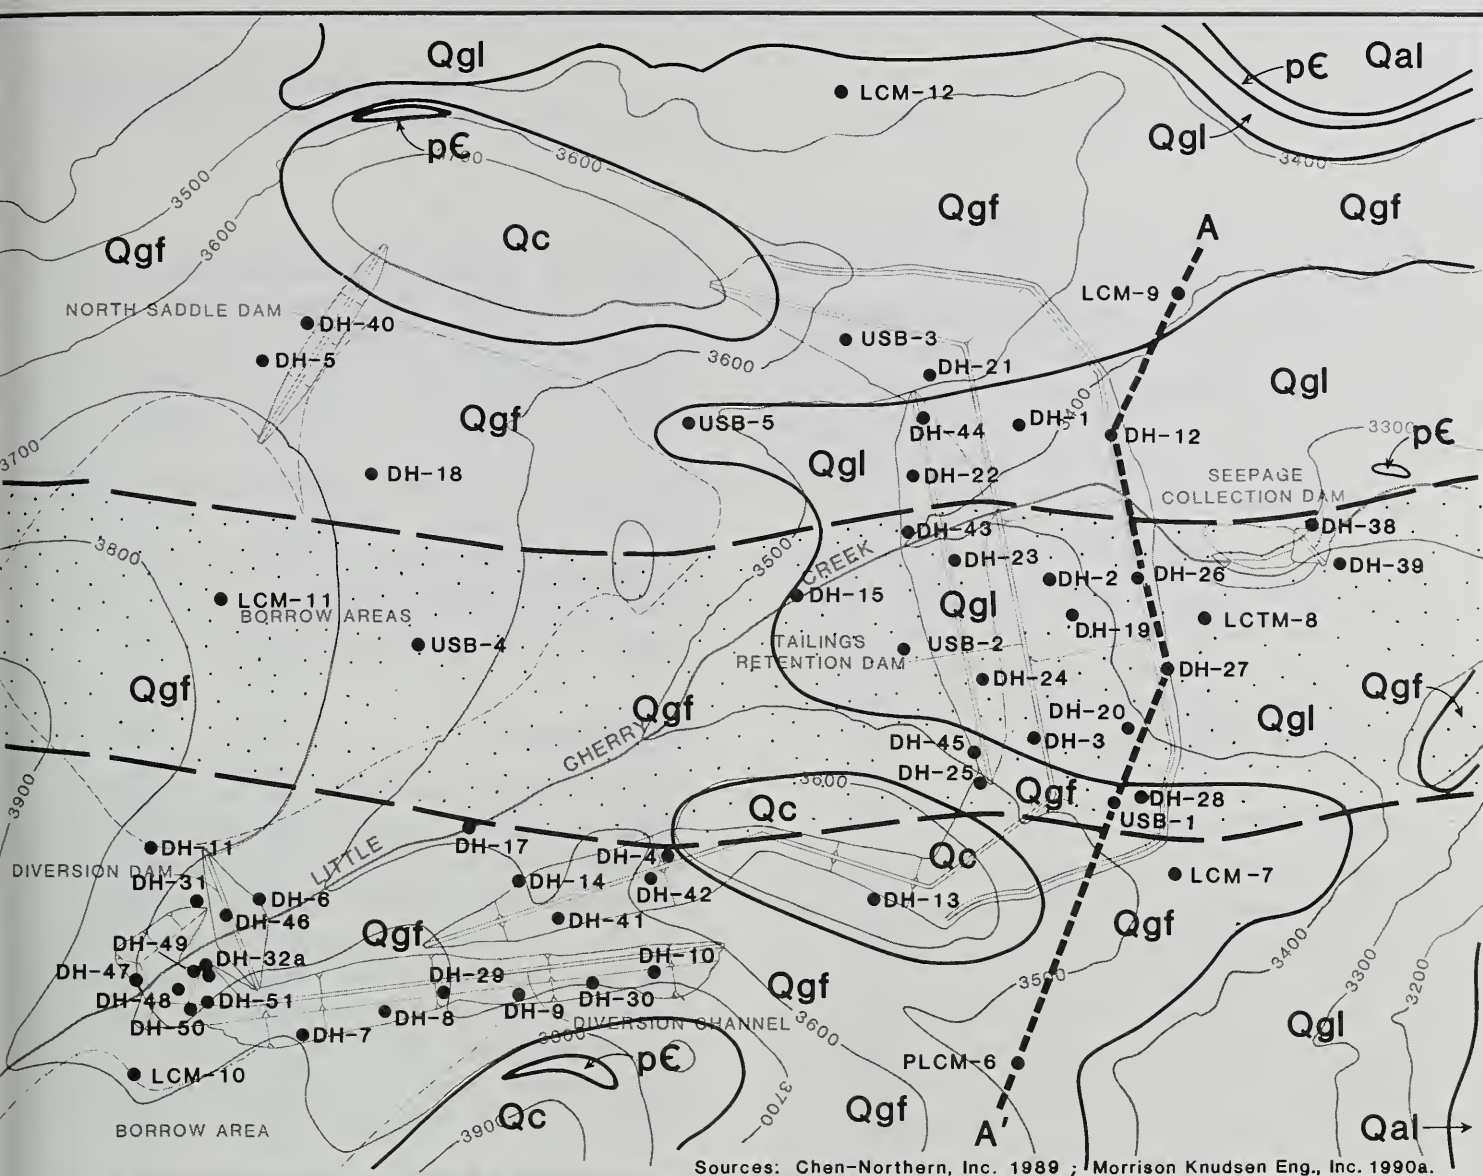 Qgl
pЄ
Qal
LCM-12
Qgl
pЄ
3700
3600
3400
3500
Qgf
Qgf
A
Qc
3600
Qgf
LCM-9
NORTH SADDLE DAM
DH-40
USB-3
DH-5
3600
DH-21
Qgl
Qgf
USB-5
DH-44
DH-1
3400
DH-12
3300
pЄ
3700
DH-18
Qgl
DH-22
SEEPAGE
COLLECTION DAM
DH-43
DH-38
3800
3500
CREEK
DH-23
DH-2
DH-26
DH-39
LCM-11
BORROW AREAS
DH-15
Qgl
DH-19
LCTM-8
USB-4
TAILINGS
RETENTION DAM
USB-2
DH-24
DH-27
Qgf
Qgf
Qgf
DH-20
Qgl
CHERRY
DH-45
DH-3
3900
DH-25
3600
Qc
Qgf
DH-28
USB-1
DH-11
DH-17
LITTLE
DH-4
Qc
DIVERSION DAM
DH-31
DH-14
DH-42
LCM-7
DH-6
DH-13
DH-46
DH-41
Qgf
Qgf
DH-49
DH-32a
DH-47
DH-10
3400
DH-29
3500
3300
3200
DH-48
DH-51
DH-30
Qgf
DH-50
DH-8
DH-9
DIVERSION CHANNEL
3600
Qgl
DH-7
3800
pЄ
PLCM-6
LCM-10
3700
Qc
Qgf
BORROW AREA
3900
A'
Qal
Sources: Chen-Northern, Inc. 1989 ; Morrison Knudsen Eng., Inc. 1990a.